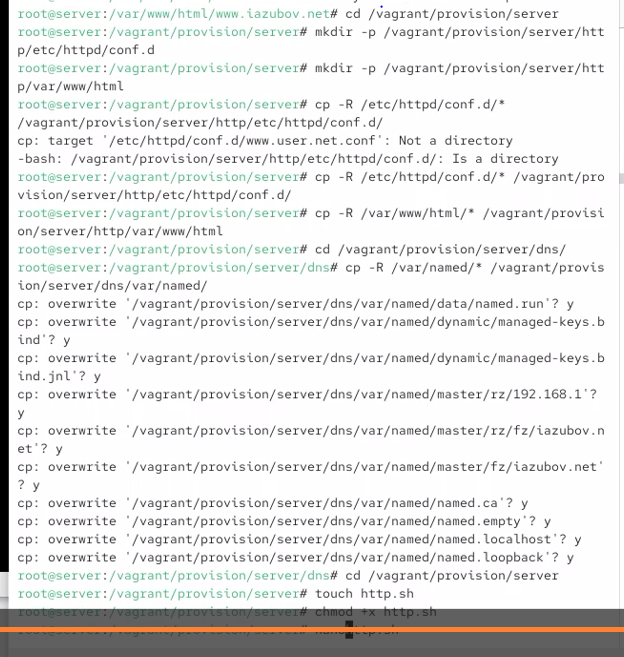 root@server:/var/www/html/www.iazubov.net# cd /vagrant/provision/server
root@server:/vagrant/provision/server# mkdir -p /vagrant/provision/server/htt
p/etc/httpd/conf.d
root@server:/vagrant/provision/server# mkdir -p /vagrant/provision/server/htt
p/var/www/html
root@server:/vagrant/provision/server# cp -R /etc/httpd/conf.d/*
/vagrant/provision/server/http/etc/httpd/conf.d/
cp: target '/etc/httpd/conf.d/www.user.net.conf': Not a directory
-bash: /vagrant/provision/server/http/etc/httpd/conf.d/: Is a directory
root@server:/vagrant/provision/server# cp -R /etc/httpd/conf.d/* /vagrant/pro
vision/server/http/etc/httpd/conf.d/
root@server:/vagrant/provision/server# cp -R /var/www/html/* /vagrant/provisi
on/server/http/var/www/html
root@server:/vagrant/provision/server# cd /vagrant/provision/server/dns/
root@server:/vagrant/provision/server/dns# cp -R /var/named/* /vagrant/provis
ion/server/dns/var/named/
cp: overwrite '/vagrant/provision/server/dns/var/named/data/named.run'? y
cp: overwrite '/vagrant/provision/server/dns/var/named/dynamic/managed-keys.b
ind'? y
cp: overwrite '/vagrant/provision/server/dns/var/named/dynamic/managed-keys.b
ind.jnl'? y
cp: overwrite '/vagrant/provision/server/dns/var/named/master/rz/192.168.1'?
y
cp: overwrite '/vagrant/provision/server/dns/var/named/master/rz/fz/iazubov.n
et'? y
cp: overwrite '/vagrant/provision/server/dns/var/named/master/fz/iazubov.net'
? y
cp: overwrite '/vagrant/provision/server/dns/var/named/named.ca'? y
cp: overwrite '/vagrant/provision/server/dns/var/named/named.empty'? y
cp: overwrite '/vagrant/provision/server/dns/var/named/named.localhost'? y
cp: overwrite '/vagrant/provision/server/dns/var/named/named.loopback'? y
root@server:/vagrant/provision/server/dns# cd /vagrant/provision/server
root@server:/vagrant/provision/server# touch http.sh
root@server:/vagrant/provision/server# chmod +x http.sh